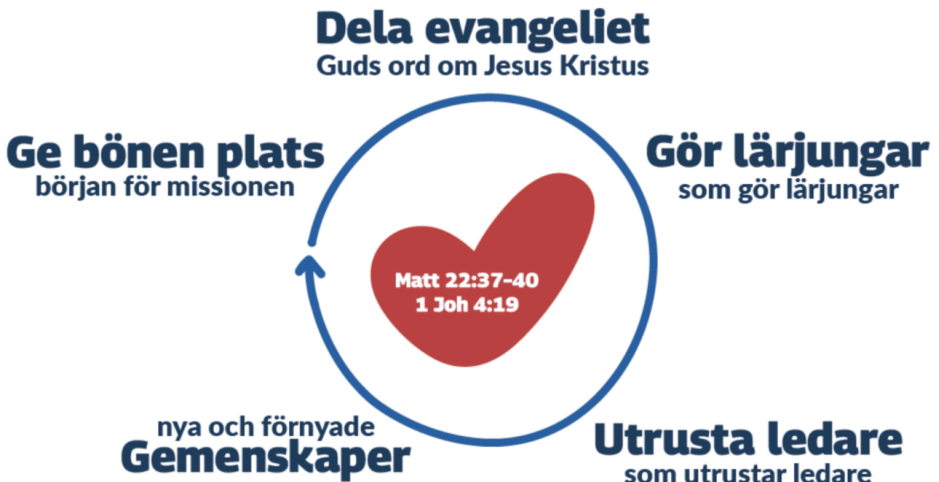 Dela evangeliet
Guds ord om Jesus Kristus
Ge bönen plats
början för missionen
Gör lärjungar
som gör lärjungar
Matt 22:37-40
1 Joh 4:19
nya och förnyade
Gemenskaper
Utrusta ledare
som utrustar ledare